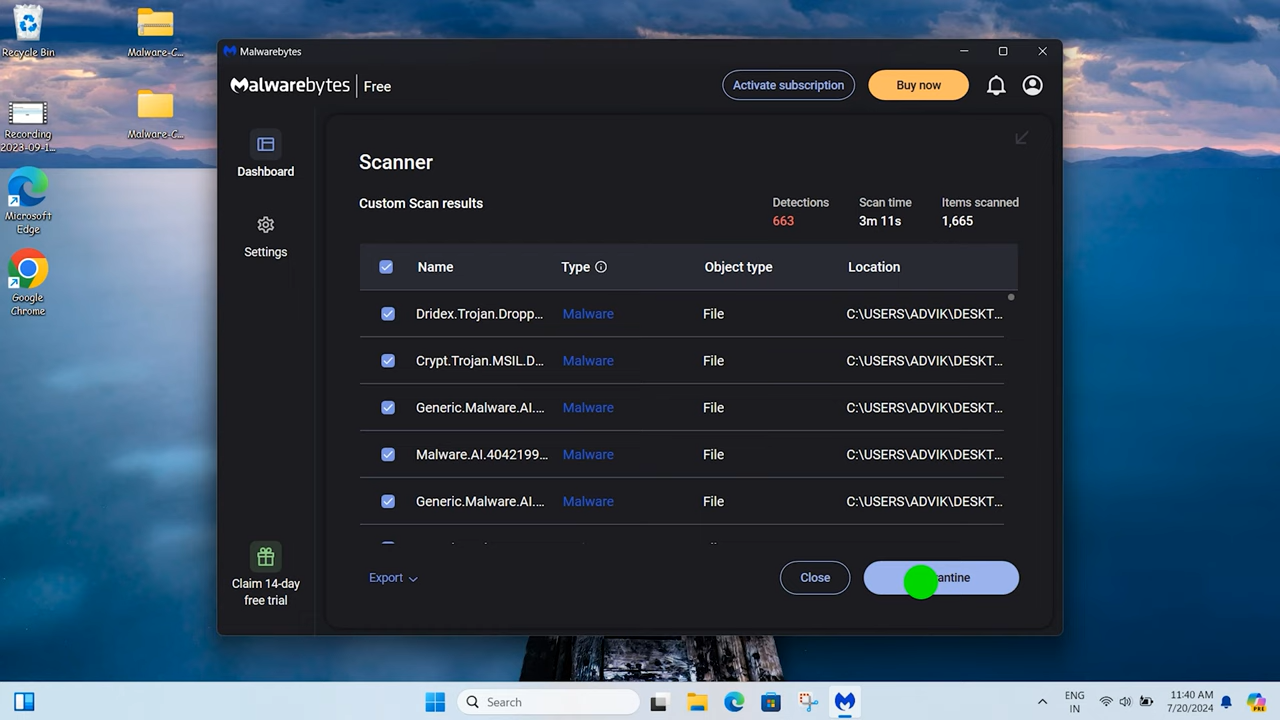 Recycle Bin
Malware-C...
Recording
2023-09-1...
Malware-C...
Microsoft
Edge
Google
Chrome
Malwarebytes
Malwarebytes | Free
Activate subscription
Buy now
Dashboard
Settings
Claim 14-day
free trial
Scanner
Custom Scan results
Detections
663
Scan time
3m 11s
Items scanned
1,665
Name Type Object type Location
Dridex.Trojan.Dropp... Malware File C:\USERS\ADVIK\DESKT...
Crypt.Trojan.MSIL.D... Malware File C:\USERS\ADVIK\DESKT...
Generic.Malware.AI.... Malware File C:\USERS\ADVIK\DESKT...
Malware.AI.4042199... Malware File C:\USERS\ADVIK\DESKT...
Generic.Malware.AI.... Malware File C:\USERS\ADVIK\DESKT...
Export
Close
antine
Search
ENG
IN
11:40 AM
7/20/2024
PRE